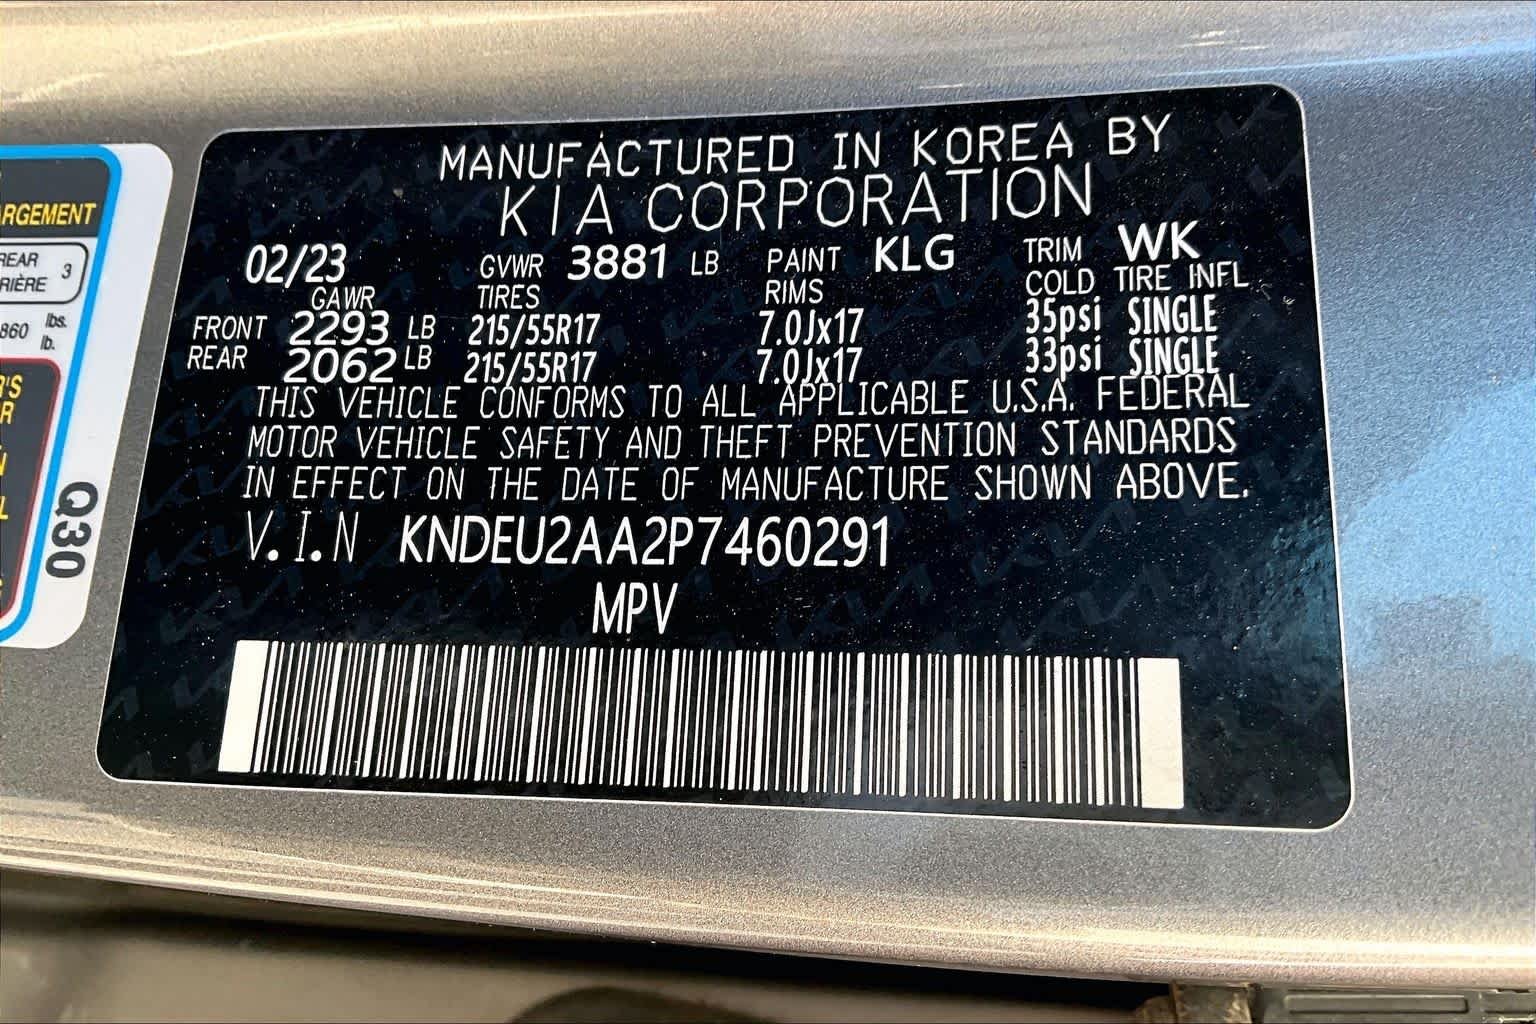 MANUFACTURED IN KOREA BY
KIA CORPORATION
02/23 GVWR 3881 LB PAINT KLG TRIM WK
GAWR TIRES RIMS COLD TIRE INFL
FRONT 2293 LB 215/55R17 7.0Jx17 35psi SINGLE
REAR 2062 LB 215/55R17 7.0Jx17 33psi SINGLE
THIS VEHICLE CONFORMS TO ALL APPLICABLE U.S.A. FEDERAL
MOTOR VEHICLE SAFETY AND THEFT PREVENTION STANDARDS
IN EFFECT ON THE DATE OF MANUFACTURE SHOWN ABOVE.
V.I.N KNDEU2AA2P7460291
MPV
REAR 3
860 lbs.
lb.
Q30